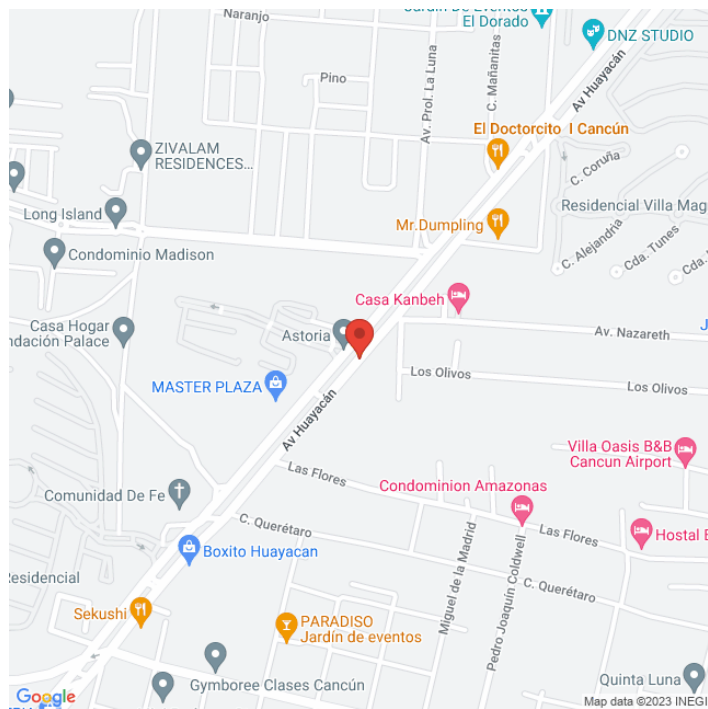 Naranjo
Jardín De Eventos
El Dorado
DNZ STUDIO
Av Huayacán
Pino
Av. Prol. La Luna
C. Mañanitas
El Doctorcito I Cancún
ZIVALAM
RESIDENCES...
C. Coruña
Long Island
Residencial Villa Mag
Mr.Dumpling
C. Alejandría
Cda. Tunes
Cda.
Condominio Madison
Casa Kanbeh
Casa Hogar
ndación Palace
Astoria
Av. Nazareth
J
MASTER PLAZA
Los Olivos
Los Olivos
Av Huayacán
Villa Oasis B&B
Cancun Airport
Las Flores
Condominion Amazonas
Comunidad De Fe
C. Querétaro
Las Flores
Hostal E
Boxito Huayacan
Miguel de la Madrid
Pedro Joaquín Coldwell
Residencial
C. Querétaro
Sekushi
PARADISO
Jardín de eventos
Gymboree Clases Cancún
Quinta Luna
Google
Map data ©2023 INEGI